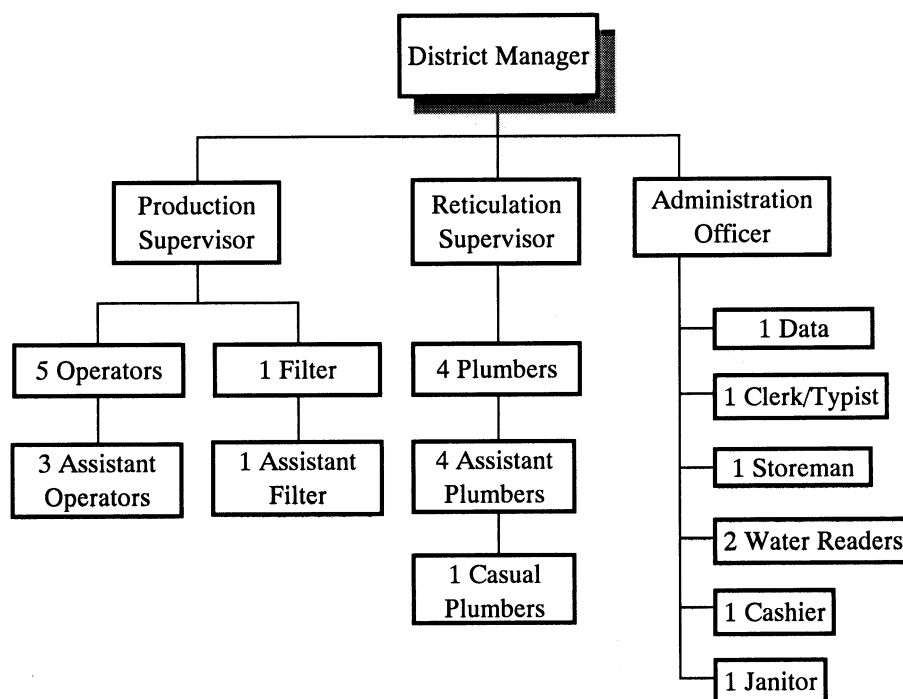 District Manager
Production
Supervisor
Reticulation
Supervisor
Administration
Officer
5 Operators
1 Filter
3 Assistant
Operators
1 Assistant
Filter
4 Plumbers
4 Assistant
Plumbers
1 Casual
Plumbers
1 Data
1 Clerk/Typist
1 Storeman
2 Water Readers
1 Cashier
1 Janitor